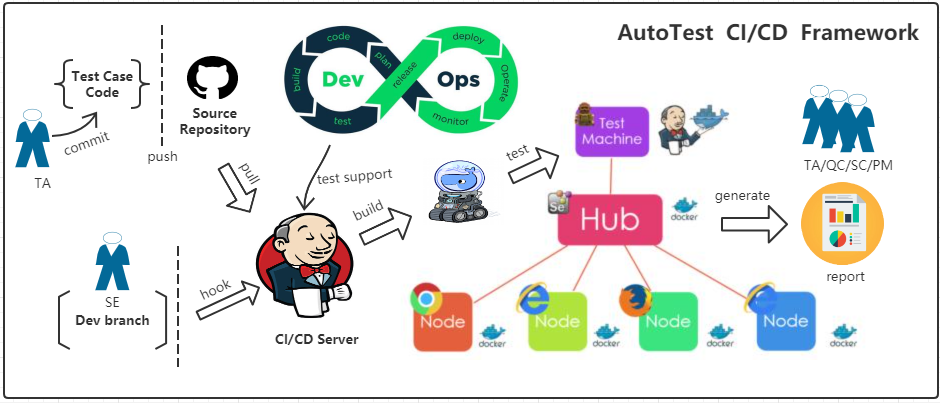 AutoTest CI/CD Framework
code
plan
build
Dev
test
release
deploy
Operate
Ops
monitor
Test Case
Code
commit
TA
push
Source
Repository
pull
test support
build
test
Test
Machine
TA/QC/SC/PM
Se
Hub
docker
generate
report
SE
Dev branch
hook
CI/CD Server
Node
docker
Node
docker
Node
docker
Node
docker